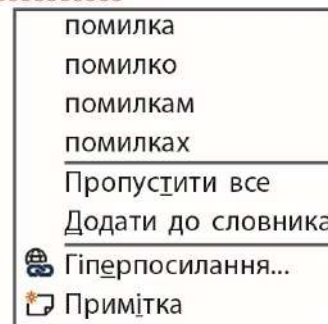 помилка
помилко
помилкам
помилках
Пропустити все
Додати до словника
Гіперпосилання...
Примітка